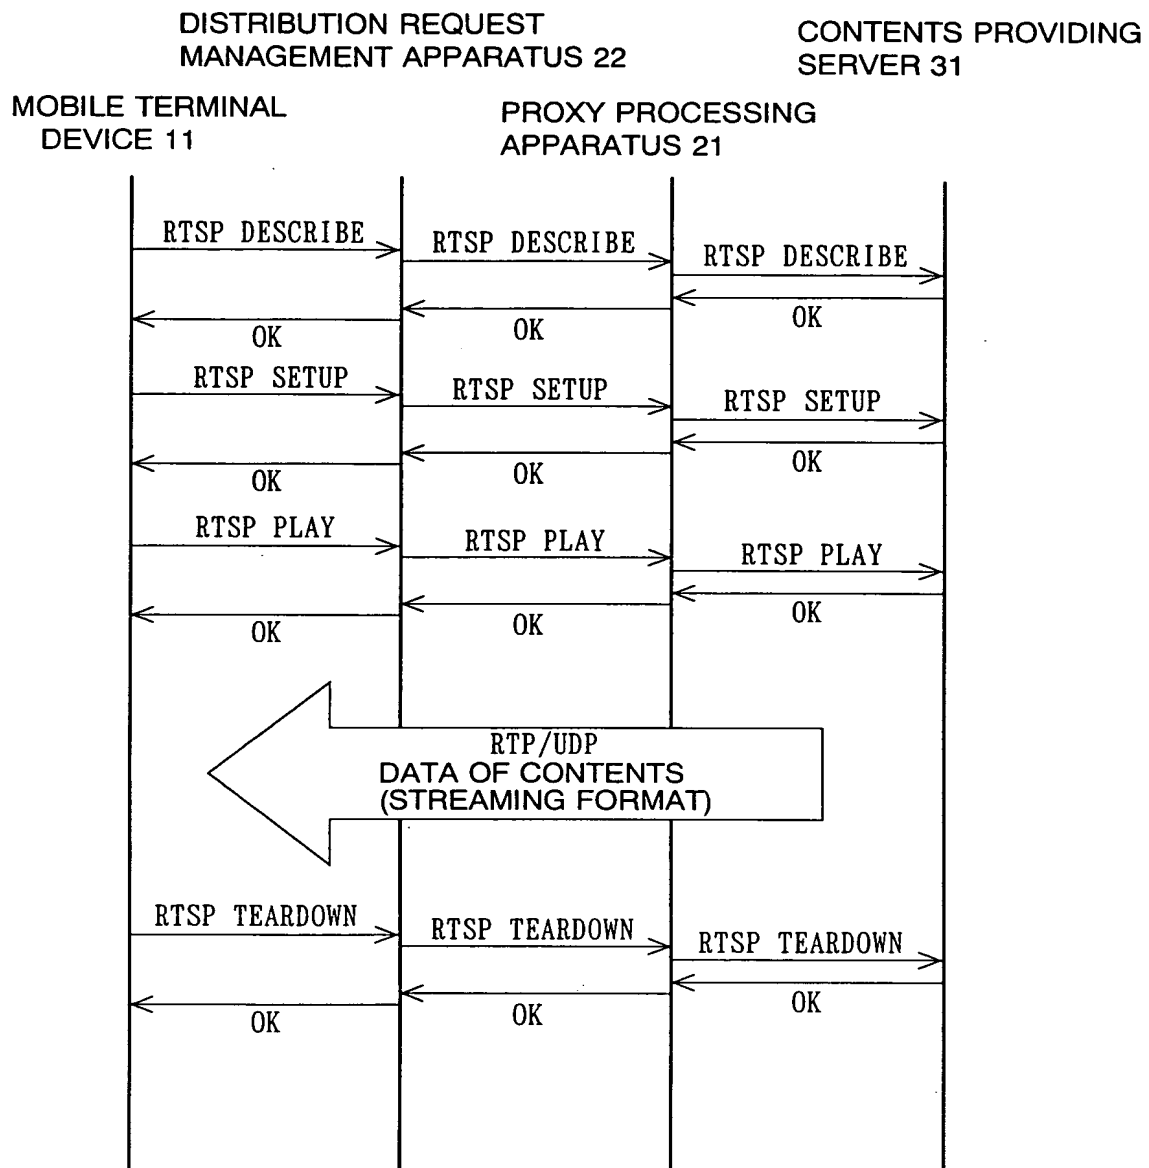 DISTRIBUTION REQUEST
MANAGEMENT APPARATUS 22
CONTENTS PROVIDING
SERVER 31
MOBILE TERMINAL
DEVICE 11
PROXY PROCESSING
APPARATUS 21
RTSP DESCRIBE
RTSP DESCRIBE
RTSP DESCRIBE
OK
OK
OK
RTSP SETUP
RTSP SETUP
RTSP SETUP
OK
OK
OK
RTSP PLAY
RTSP PLAY
RTSP PLAY
OK
OK
OK
RTP/UDP
DATA OF CONTENTS
(STREAMING FORMAT)
RTSP TEARDOWN
RTSP TEARDOWN
RTSP TEARDOWN
OK
OK
OK